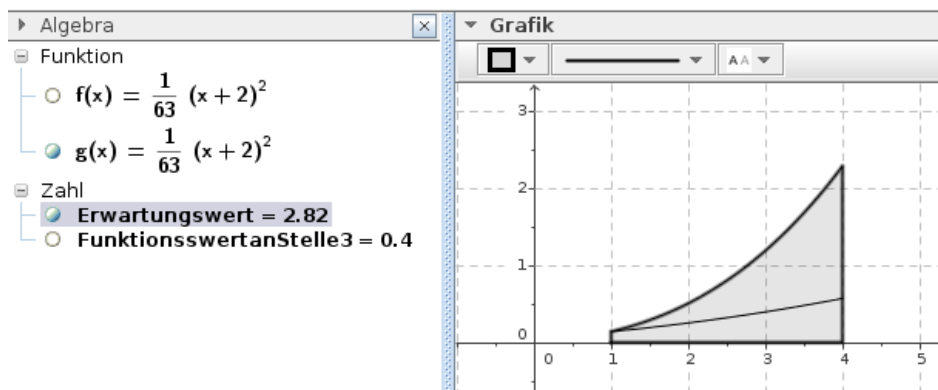 Algebra
Funktion
f(x) = 1/63 (x + 2)²
g(x) = 1/63 (x + 2)²
Zahl
Erwartungswert = 2.82
FunktionsswertanStelle3 = 0.4
Grafik
AA
3
2
1
0
0 1 2 3 4 5